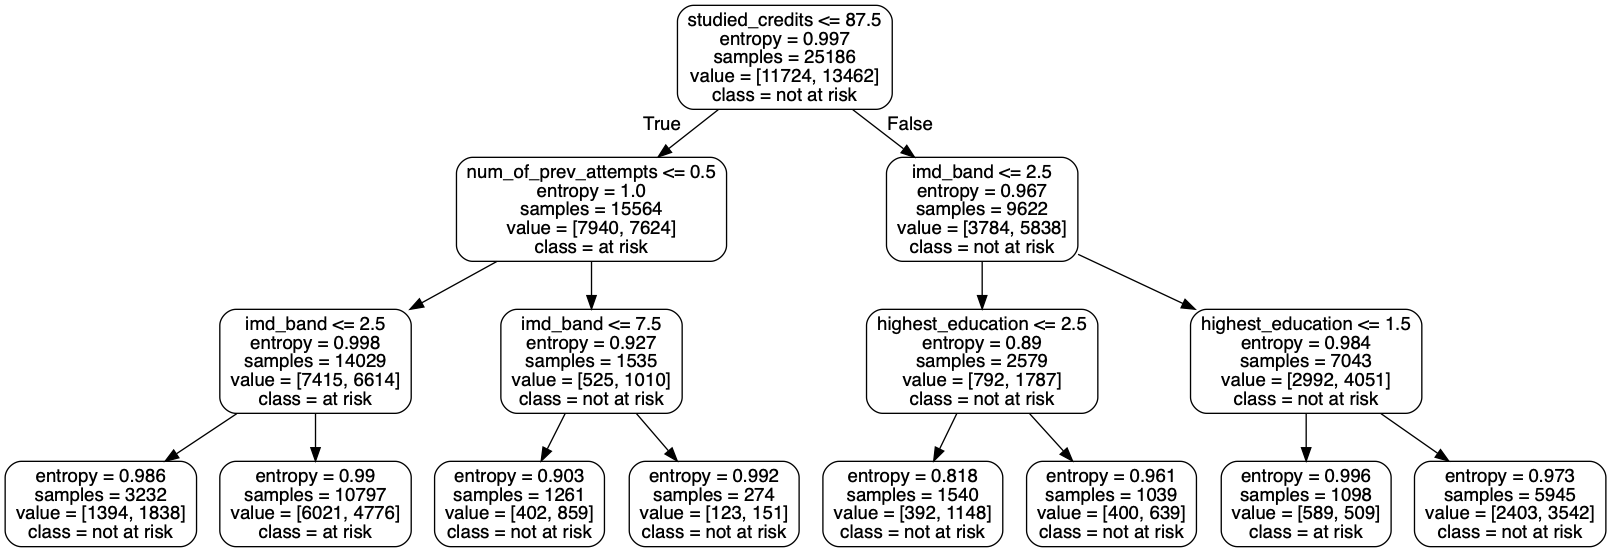 studied_credits <= 87.5
entropy = 0.997
samples = 25186
value = [11724, 13462]
class = not at risk
True
False
num_of_prev_attempts <= 0.5
entropy = 1.0
samples = 15564
value = [7940, 7624]
class = at risk
imd_band <= 2.5
entropy = 0.967
samples = 9622
value = [3784, 5838]
class = not at risk
imd_band <= 2.5
entropy = 0.998
samples = 14029
value = [7415, 6614]
class = at risk
imd_band <= 7.5
entropy = 0.927
samples = 1535
value = [525, 1010]
class = not at risk
highest_education <= 2.5
entropy = 0.89
samples = 2579
value = [792, 1787]
class = not at risk
highest_education <= 1.5
entropy = 0.984
samples = 7043
value = [2992, 4051]
class = not at risk
entropy = 0.986
samples = 3232
value = [1394, 1838]
class = not at risk
entropy = 0.99
samples = 10797
value = [6021, 4776]
class = at risk
entropy = 0.903
samples = 1261
value = [402, 859]
class = not at risk
entropy = 0.992
samples = 274
value = [123, 151]
class = not at risk
entropy = 0.818
samples = 1540
value = [392, 1148]
class = not at risk
entropy = 0.961
samples = 1039
value = [400, 639]
class = not at risk
entropy = 0.996
samples = 1098
value = [589, 509]
class = at risk
entropy = 0.973
samples = 5945
value = [2403, 3542]
class = not at risk